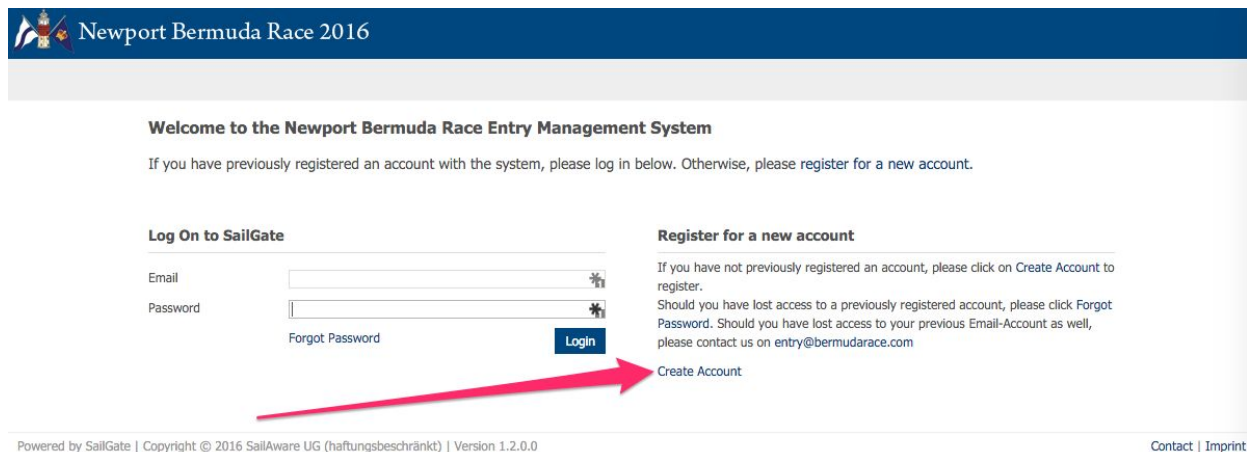 Newport Bermuda Race 2016
Welcome to the Newport Bermuda Race Entry Management System
If you have previously registered an account with the system, please log in below. Otherwise, please register for a new account.
Log On to SailGate
Email
Password
Forgot Password
Login
Register for a new account
If you have not previously registered an account, please click on Create Account to
register.
Should you have lost access to a previously registered account, please click Forgot
Password. Should you have lost access to your previous Email-Account as well,
please contact us on entry@bermudarace.com
Create Account
Powered by SailGate | Copyright © 2016 SailAware UG (haftungsbeschränkt) | Version 1.2.0.0
Contact | Imprint